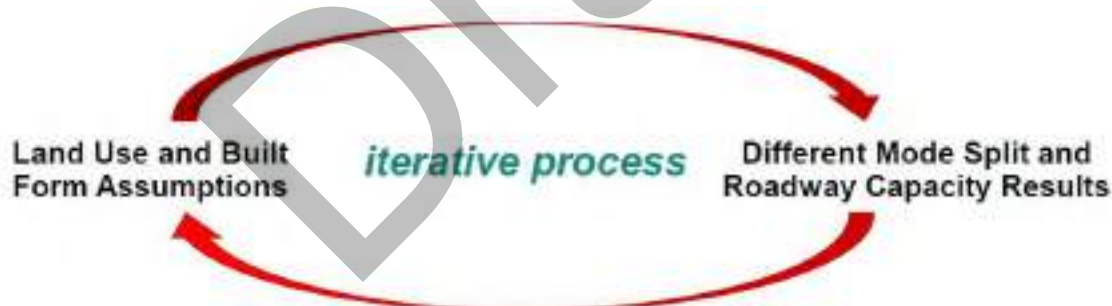 Land Use and Built
Form Assumptions
iterative process
Different Mode Split and
Roadway Capacity Results